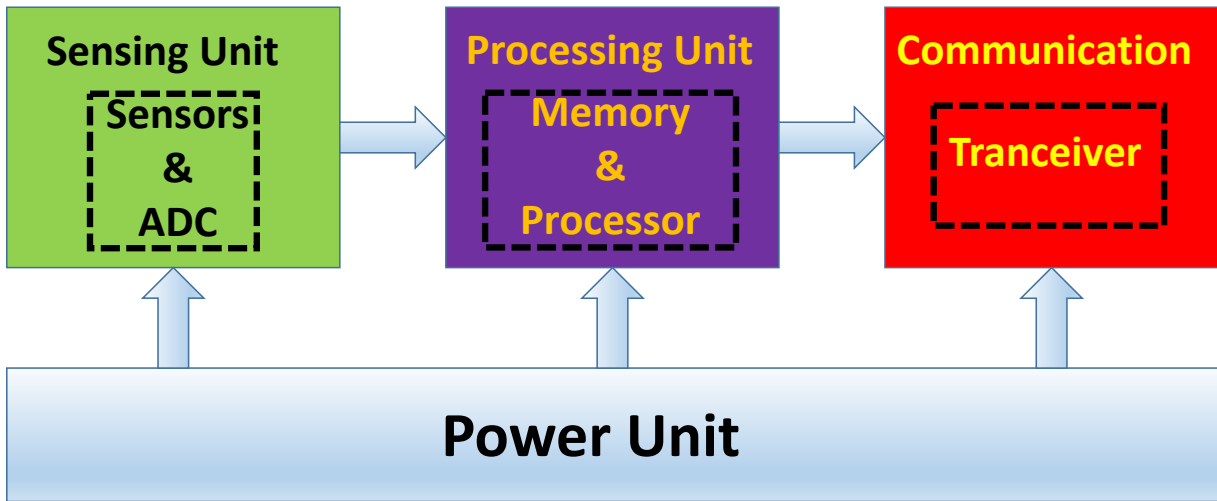 Sensing Unit
Sensors
&
ADC
Processing Unit
Memory
&
Processor
Communication
Tranceiver
Power Unit